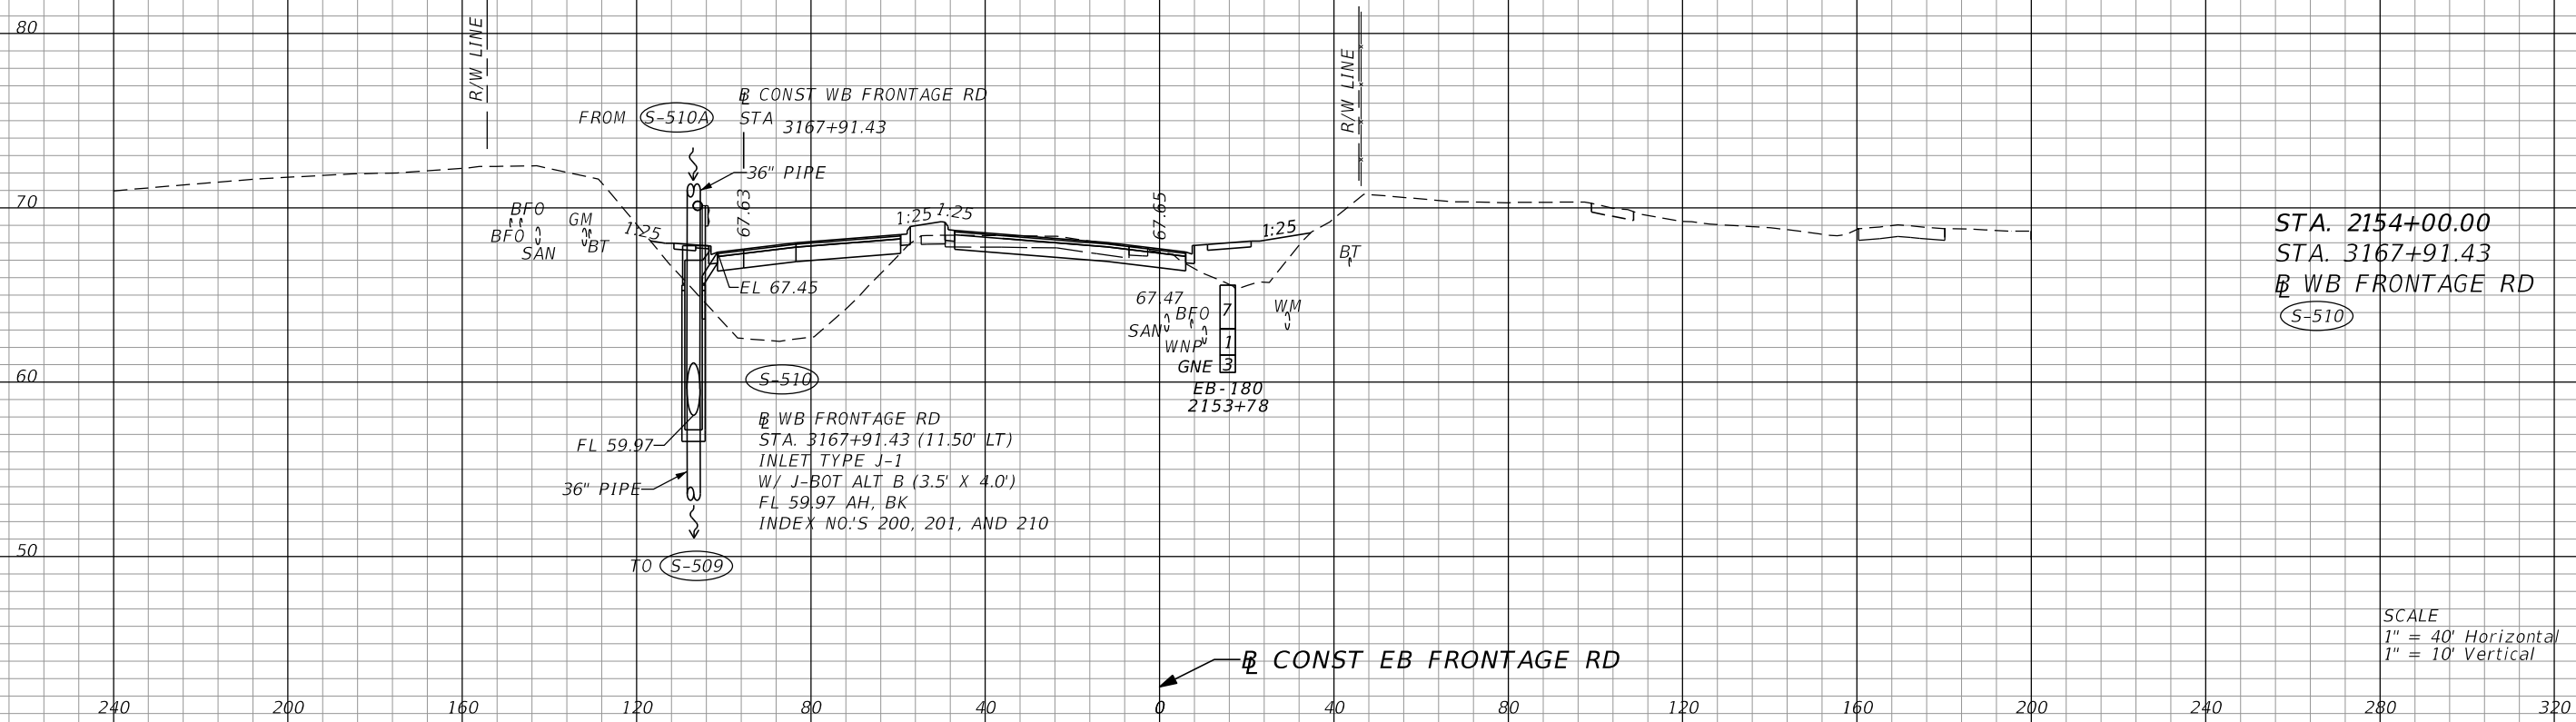 80
70
60
50
R/W LINE
FROM S-510A
℄ CONST WB FRONTAGE RD
STA 3167+91.43
36" PIPE
67.63
BFO
BFO
SAN
GM
BT
1:25
1:25
1:25
EL 67.45
S-510
FL 59.97
36" PIPE
℄ WB FRONTAGE RD
STA. 3167+91.43 (11.50' LT)
INLET TYPE J-1
W/ J-BOT ALT B (3.5' X 4.0')
FL 59.97 AH, BK
INDEX NO.'S 200, 201, AND 210
TO S-509
R/W LINE
67.65
1:25
BT
67.47
BFO
SAN
WNP
GNE
7
1
3
WM
EB-180
2153+78
℄ CONST EB FRONTAGE RD
STA. 2154+00.00
STA. 3167+91.43
℄ WB FRONTAGE RD
S-510
SCALE
1" = 40' Horizontal
1" = 10' Vertical
240 200 160 120 80 40 0 40 80 120 160 200 240 280 320